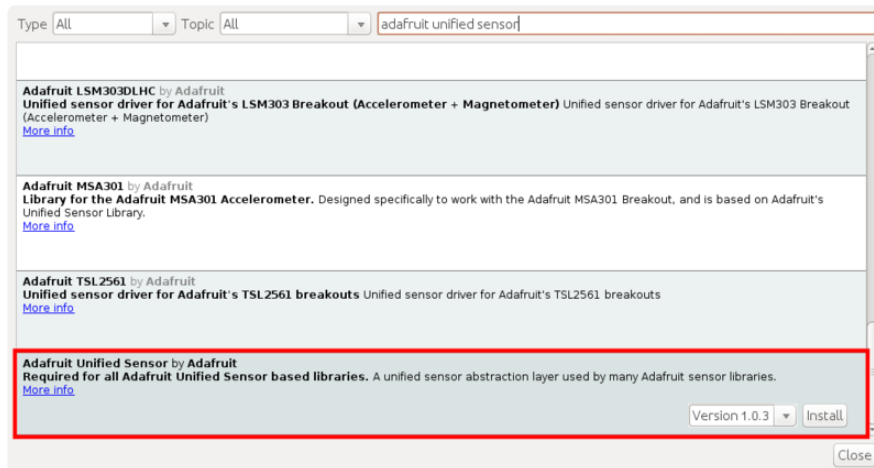 Type All Topic All adafruit unified sensor
Adafruit LSM303DLHC by Adafruit
Unified sensor driver for Adafruit's LSM303 Breakout (Accelerometer + Magnetometer) Unified sensor driver for Adafruit's LSM303 Breakout
(Accelerometer + Magnetometer)
More info
Adafruit MSA301 by Adafruit
Library for the Adafruit MSA301 Accelerometer. Designed specifically to work with the Adafruit MSA301 Breakout, and is based on Adafruit's
Unified Sensor Library.
More info
Adafruit TSL2561 by Adafruit
Unified sensor driver for Adafruit's TSL2561 breakouts Unified sensor driver for Adafruit's TSL2561 breakouts
More info
Adafruit Unified Sensor by Adafruit
Required for all Adafruit Unified Sensor based libraries. A unified sensor abstraction layer used by many Adafruit sensor libraries.
More info
Version 1.0.3 Install
Close